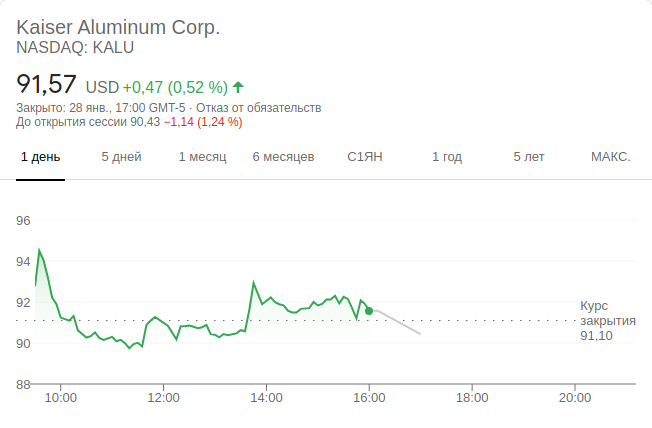 Kaiser Aluminum Corp.
NASDAQ: KALU
91,57 USD +0,47 (0,52 %)
Закрыто: 28 янв., 17:00 GMT-5 · Отказ от обязательств
До открытия сессии 90,43 −1,14 (1,24 %)
1 день 5 дней 1 месяц 6 месяцев С1ЯН 1 год 5 лет МАКС.
96
94
92
90
88
Курс
закрытия
91,10
10:00 12:00 14:00 16:00 18:00 20:00